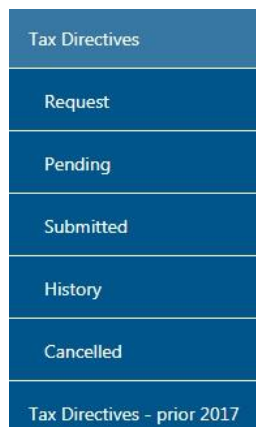 Tax Directives
Request
Pending
Submitted
History
Cancelled
Tax Directives - prior 2017